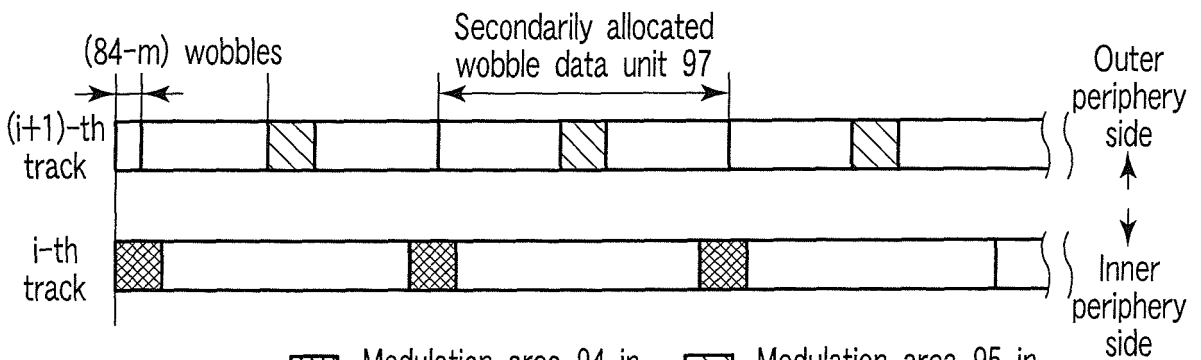 (84-m) wobbles
Secondarily allocated
wobble data unit 97
Outer
periphery
side
(i+1)-th
track
i-th
track
Inner
periphery
side
Modulation area 94 in
Modulation area 95 in